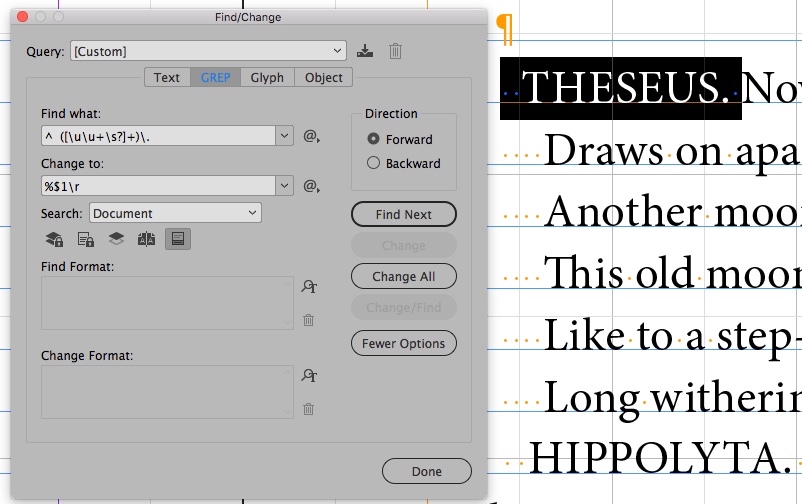 Find/Change
Query: [Custom]
Text GREP Glyph Object
Find what:
^ ([\u\u+\s?]+)\.
Change to:
%$1\r
Search: Document
Find Format:
Change Format:
Direction
Forward
Backward
Find Next
Change
Change All
Change/Find
Fewer Options
Done
¶
THESEUS. Nov
Draws on apa
Another moo
This old moon
Like to a step-
Long witherin
HIPPOLYTA.